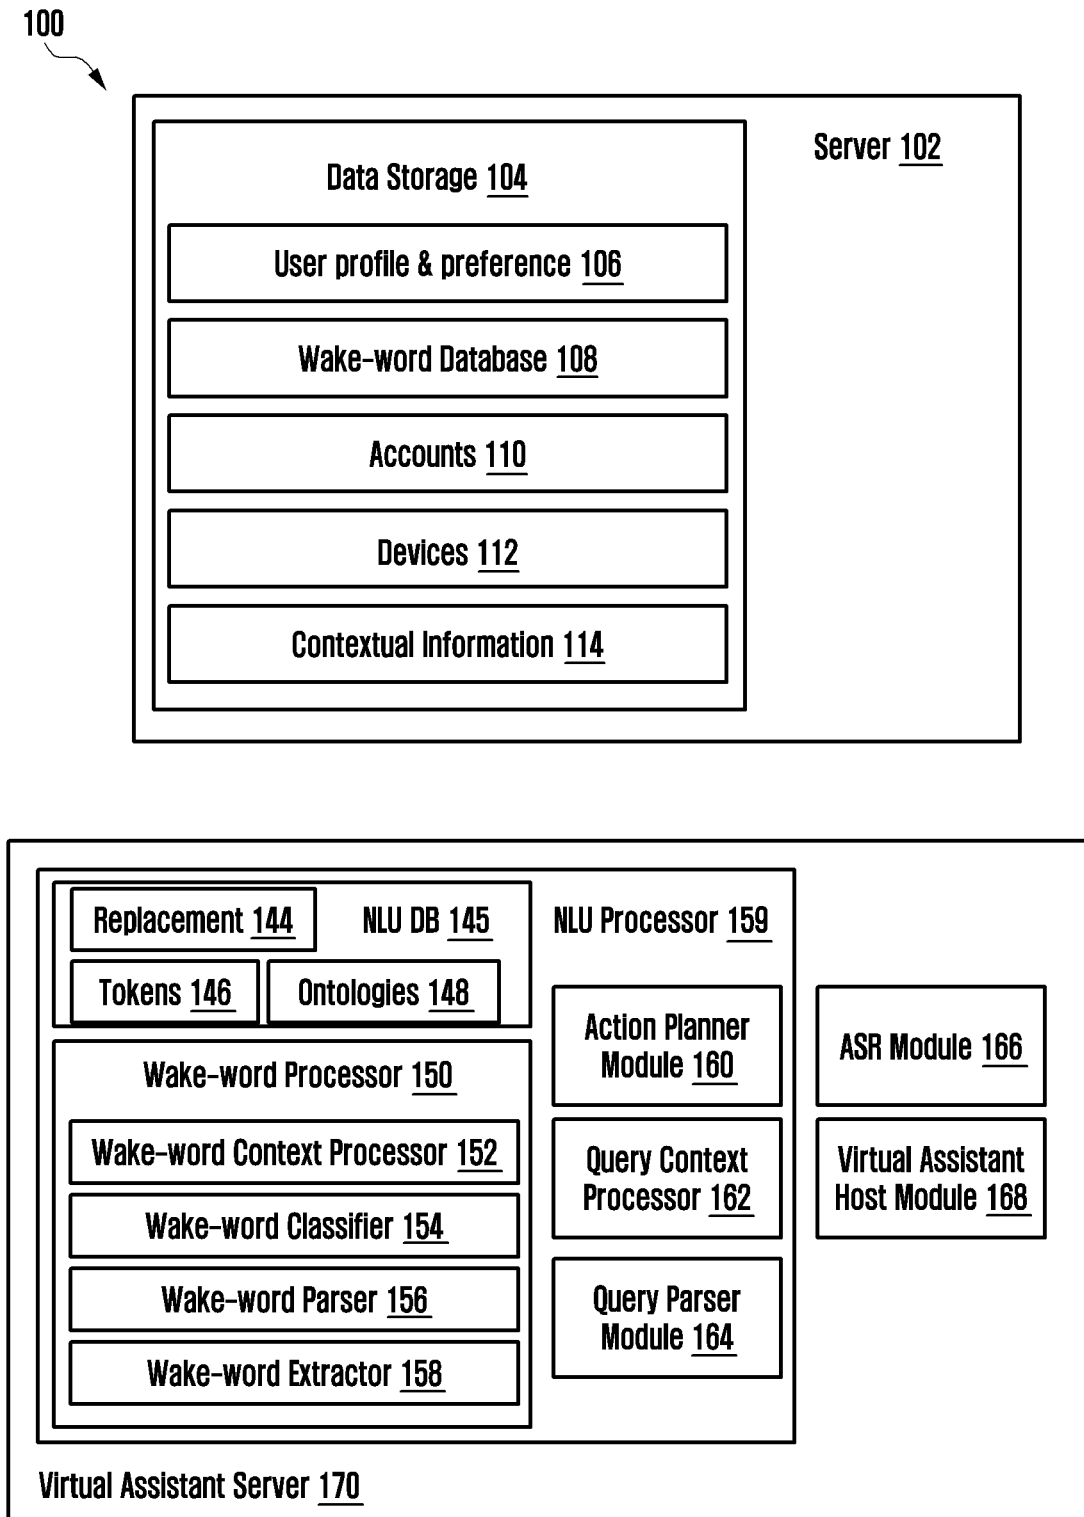 100
Server 102
Data Storage 104
User profile & preference 106
Wake-word Database 108
Accounts 110
Devices 112
Contextual Information 114
Replacement 144
NLU DB 145
NLU Processor 159
Tokens 146
Ontologies 148
Action Planner
Module 160
ASR Module 166
Wake-word Processor 150
Wake-word Context Processor 152
Query Context
Processor 162
Virtual Assistant
Host Module 168
Wake-word Classifier 154
Wake-word Parser 156
Query Parser
Module 164
Wake-word Extractor 158
Virtual Assistant Server 170